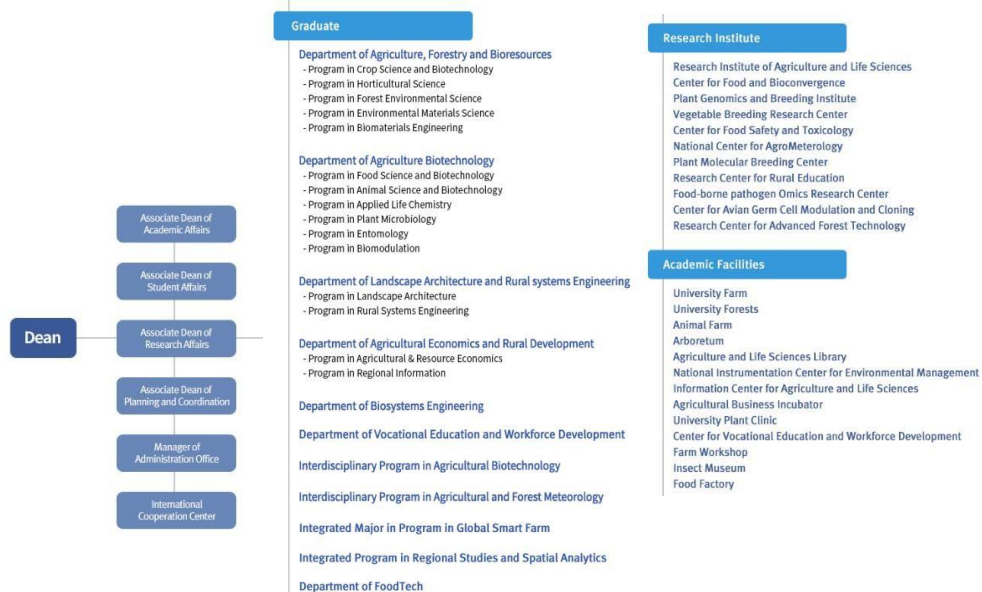 Dean
Associate Dean of
Academic Affairs
Associate Dean of
Student Affairs
Associate Dean of
Research Affairs
Associate Dean of
Planning and Coordination
Manager of
Administration Office
International
Cooperation Center
Graduate
Department of Agriculture, Forestry and Bioresources
- Program in Crop Science and Biotechnology
- Program in Horticultural Science
- Program in Forest Environmental Science
- Program in Environmental Materials Science
- Program in Biomaterials Engineering
Department of Agriculture Biotechnology
- Program in Food Science and Biotechnology
- Program in Animal Science and Biotechnology
- Program in Applied Life Chemistry
- Program in Plant Microbiology
- Program in Entomology
- Program in Biomodulation
Department of Landscape Architecture and Rural systems Engineering
- Program in Landscape Architecture
- Program in Rural Systems Engineering
Department of Agricultural Economics and Rural Development
- Program in Agricultural & Resource Economics
- Program in Regional Information
Department of Biosystems Engineering
Department of Vocational Education and Workforce Development
Interdisciplinary Program in Agricultural Biotechnology
Interdisciplinary Program in Agricultural and Forest Meteorology
Integrated Major in Program in Global Smart Farm
Integrated Program in Regional Studies and Spatial Analytics
Department of FoodTech
Research Institute
Research Institute of Agriculture and Life Sciences
Center for Food and Bioconvergence
Plant Genomics and Breeding Institute
Vegetable Breeding Research Center
Center for Food Safety and Toxicology
National Center for AgroMeterology
Plant Molecular Breeding Center
Research Center for Rural Education
Food-borne pathogen Omics Research Center
Center for Avian Germ Cell Modulation and Cloning
Research Center for Advanced Forest Technology
Academic Facilities
University Farm
University Forests
Animal Farm
Arboretum
Agriculture and Life Sciences Library
National Instrumentation Center for Environmental Management
Information Center for Agriculture and Life Sciences
Agricultural Business Incubator
University Plant Clinic
Center for Vocational Education and Workforce Development
Farm Workshop
Insect Museum
Food Factory